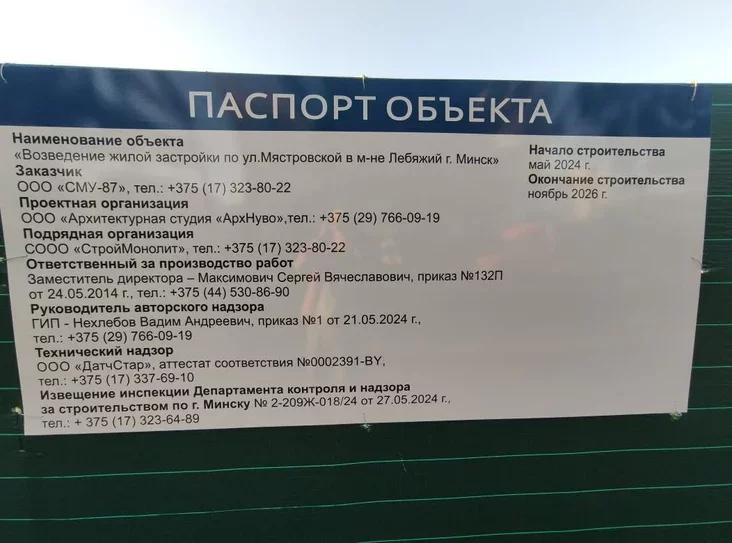 ПАСПОРТ ОБЪЕКТА
Наименование объекта
«Возведение жилой застройки по ул.Мястровской в м-не Лебяжий г. Минск»
Заказчик
ООО «СМУ-87», тел.: +375 (17) 323-80-22
Проектная организация
ООО «Архитектурная студия «АрхНуво»,тел.: +375 (29) 766-09-19
Подрядная организация
СООО «СтройМонолит», тел.: +375 (17) 323-80-22
Ответственный за производство работ
Заместитель директора – Максимович Сергей Вячеславович, приказ №132П
от 24.05.2014 г., тел.: +375 (44) 530-86-90
Руководитель авторского надзора
ГИП - Нехлебов Вадим Андреевич, приказ №1 от 21.05.2024 г.,
тел.: +375 (29) 766-09-19
Технический надзор
ООО «ДатчСтар», аттестат соответствия №0002391-BY,
тел.: +375 (17) 337-69-10
Извещение инспекции Департамента контроля и надзора
за строительством по г. Минску № 2-209Ж-018/24 от 27.05.2024 г.,
тел.: + 375 (17) 323-64-89
Начало строительства
май 2024 г.
Окончание строительства
ноябрь 2026 г.